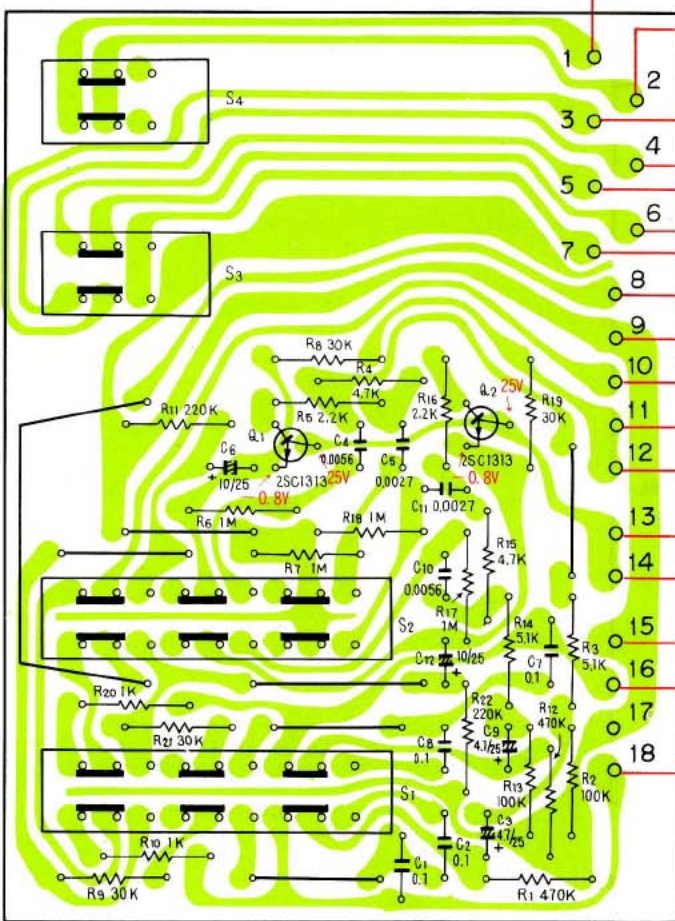 1
2
S4
3
4
5
6
7
S3
8
9
R8 30K
R4
4.7K
10
R11 220K
R5 2.2K
R16
2.2K
Q2
25V
R19
30K
11
Q1
C6
+ 10/25
C4
0.0056
C5
0.0027
12
2SC1313
25V
0.8V
2SC1313
0.8V
C11 0.0027
R6 1M
R18 1M
13
R7 1M
R15
4.7K
C10
0.0056
R17
1M
14
S2
R14
5.1K
C7
0.1
R3
5.1K
15
C12
10/25
+
16
R20 1K
R22
220K
R12
470K
17
R21 30K
C8
0.1
C9
4.7/25
+
18
S1
R13
100K
R2
100K
C3
4.7/25
+
R10 1K
C1
0.1
C2
0.1
R9 30K
R1 470K